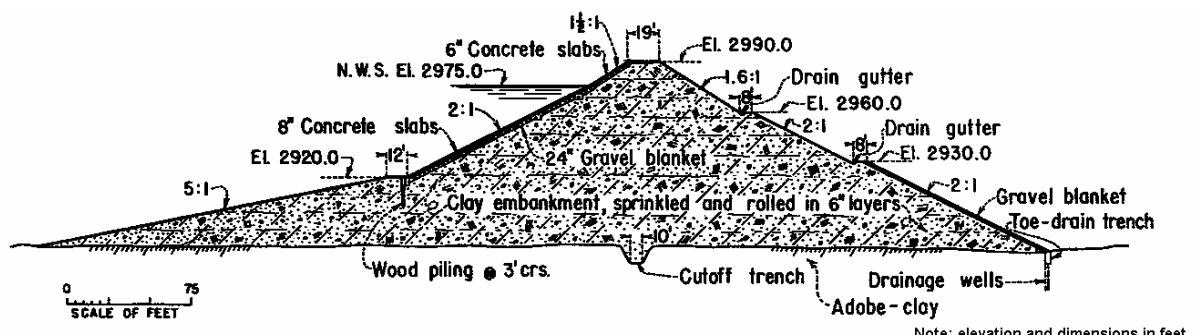 1½:1
19'
6" Concrete slabs
El. 2990.0
N.W.S. El. 2975.0
1.6:1
Drain gutter
8'
El. 2960.0
2:1
8" Concrete slabs
2:1
Drain gutter
8'
El. 2930.0
El. 2920.0
12'
24" Gravel blanket
5:1
2:1
Gravel blanket
Clay embankment, sprinkled and rolled in 6" layers
Toe-drain trench
10'
Wood piling @ 3' crs.
Cutoff trench
Drainage wells
Adobe-clay
0 75
SCALE OF FEET
Note: elevation and dimensions in feet